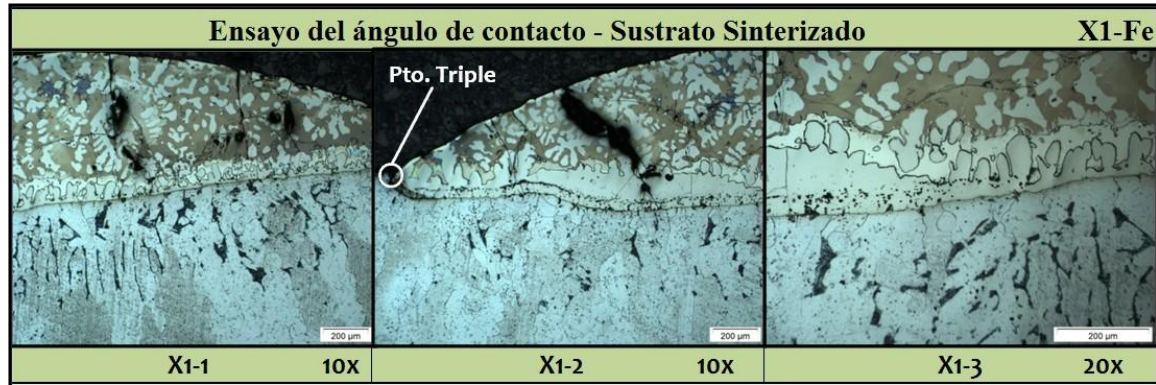 Ensayo del ángulo de contacto - Sustrato Sinterizado X1-Fe
Pto. Triple
200 µm
200 µm
200 µm
X1-1 10x
X1-2 10x
X1-3 20x